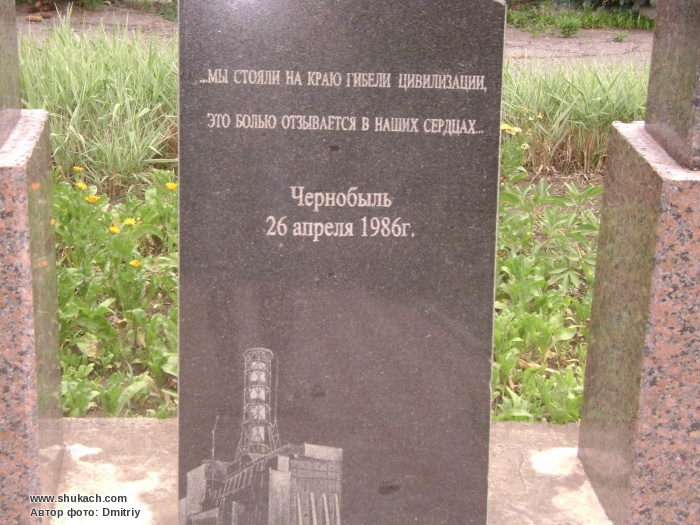 ...МЫ СТОЯЛИ НА КРАЮ ГИБЕЛИ ЦИВИЛИЗАЦИИ,
ЭТО БОЛЬЮ ОТЗЫВАЕТСЯ В НАШИХ СЕРДЦАХ...
Чернобыль
26 апреля 1986г.
www.shukach.com
Автор фото: Dmitriy